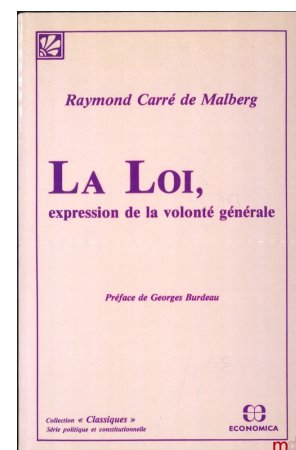 Raymond Carré de Malberg
LA LOI,
expression de la volonté générale
Préface de Georges Burdeau
Collection « Classiques »
Série politique et constitutionnelle
ECONOMICA